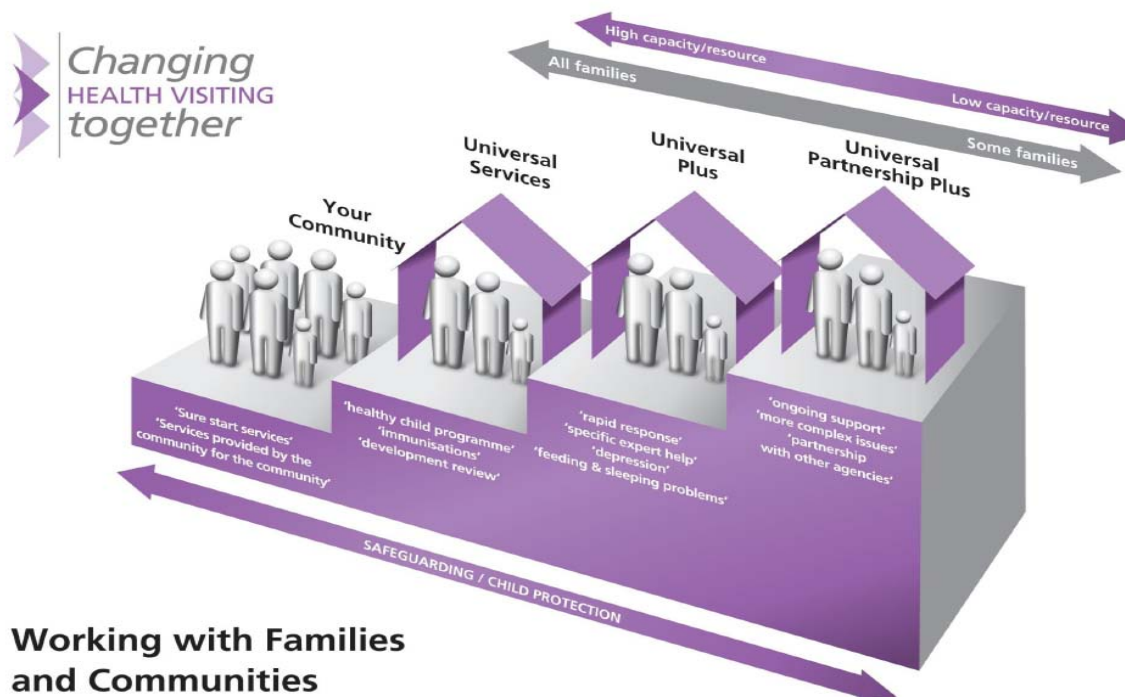 Changing
HEALTH VISITING
together
High capacity/resource
Low capacity/resource
All families
Some families
Your
Community
Universal
Services
Universal
Plus
Universal
Partnership Plus
‘Sure start services’
‘Services provided by the
community for the community’
‘healthy child programme’
‘immunisations’
‘development review’
‘rapid response’
‘specific expert help’
‘depression’
‘feeding & sleeping problems’
‘ongoing support’
‘more complex issues’
‘partnership
with other agencies’
SAFEGUARDING / CHILD PROTECTION
Working with Families
and Communities